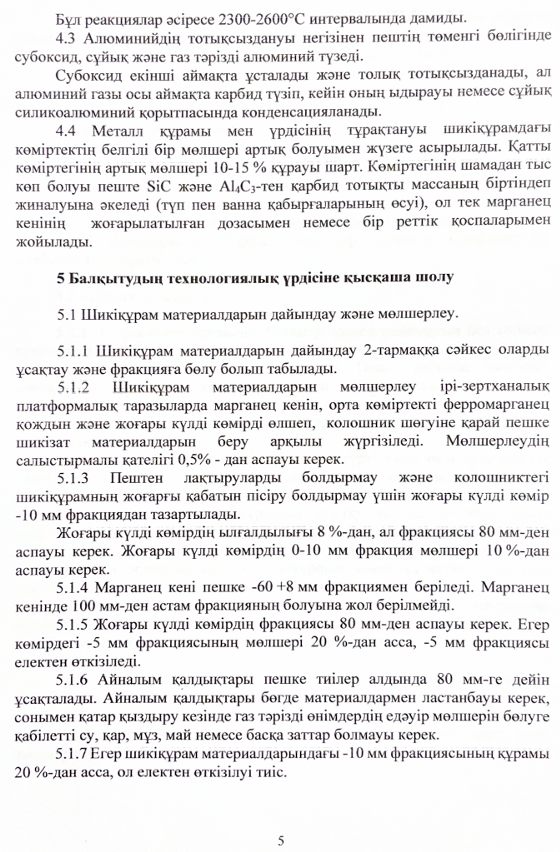 Бұл реакциялар әсіресе 2300-2600°С интервалында дамиды.
4.3 Алюминийдің тотықсыздануы негізінен пештің төменгі бөлігінде
субоксид, сұйық және газ тәрізді алюминий түзеді.
Субоксид екінші аймақта ұсталады және толық тотықсызданады, ал
алюминий газы осы аймақта карбид түзіп, кейін оның ыдырауы немесе сұйық
силикоалюминий қорытпасында конденсацияланады.
4.4 Металл құрамы мен үрдісінің тұрақтануы шикіқұрамдағы
көміртектің белгілі бір мөлшері артық болуымен жүзеге асырылады. Қатты
көміртегінің артық мөлшері 10-15 % құрауы шарт. Көміртегінің шамадан тыс
көп болуы пеште SiC және Al₄C₃-тен қарбид тотықты массаның біртіндеп
жиналуына әкеледі (түп пен ванна қабырғаларының өсуі), ол тек марганец
кенінің жоғарылатылған дозасымен немесе бір реттік қоспаларымен
жойылады.
5 Балқытудың технологиялық үрдісіне қысқаша шолу
5.1 Шикіқұрам материалдарын дайындау және мөлшерлеу.
5.1.1 Шикіқұрам материалдарын дайындау 2-тармаққа сәйкес оларды
ұсақтау және фракцияға бөлу болып табылады.
5.1.2 Шикіқұрам материалдарын мөлшерлеу ірі-зертханалық
платформалық таразыларда марганец кенін, орта көміртекті ферромарганец
қождын және жоғары күлді көмірді өлшеп, колошник шөгуіне қарай пешке
шикізат материалдарын беру арқылы жүргізіледі. Мөлшерлеудің
салыстырмалы қателігі 0,5% - дан аспауы керек.
5.1.3 Пештен лақтыруларды болдырмау және колошниктегі
шикіқұрамның жоғарғы қабатын пісіру болдырмау үшін жоғары күлді көмір
-10 мм фракциядан тазартылады.
Жоғары күлді көмірдің ылғалдылығы 8 %-дан, ал фракциясы 80 мм-ден
аспауы керек. Жоғары күлді көмірдің 0-10 мм фракция мөлшері 10 %-дан
аспауы керек.
5.1.4 Марганец кені пешке -60 +8 мм фракциямен беріледі. Марганец
кенінде 100 мм-ден астам фракцияның болуына жол берілмейді.
5.1.5 Жоғары күлді көмірдің фракциясы 80 мм-ден аспауы керек. Егер
көмірдегі -5 мм фракциясының мөлшері 20 %-дан асса, -5 мм фракциясы
електен өткізіледі.
5.1.6 Айналым қалдықтары пешке тиілер алдында 80 мм-ге дейін
ұсақталады. Айналым қалдықтары бөгде материалдармен ластанбауы керек,
сонымен қатар қыздыру кезінде газ тәрізді өнімдердің едәуір мөлшерін бөлуге
қабілетті су, қар, мұз, май немесе басқа заттар болмауы керек.
5.1.7 Егер шикіқұрам материалдарындағы -10 мм фракциясының құрамы
20 %-дан асса, ол електен өткізілуі тиіс.
5